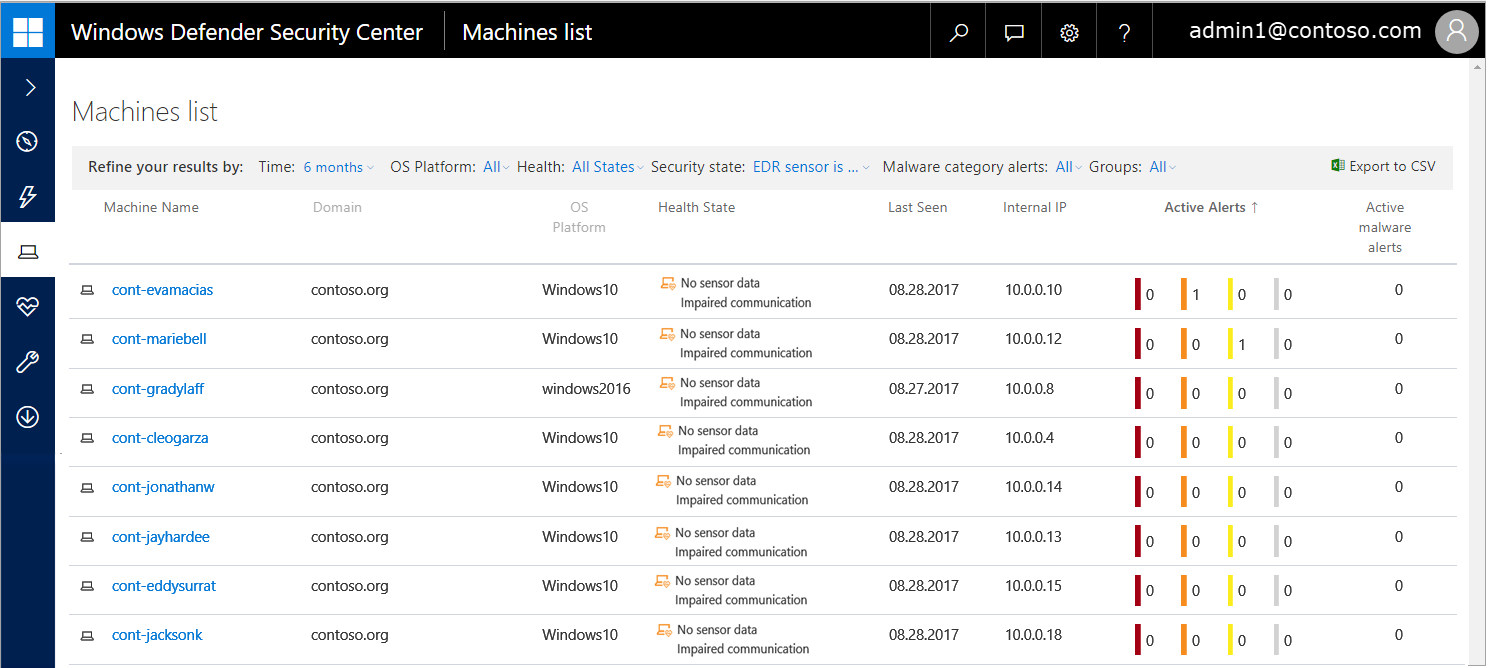 Windows Defender Security Center Machines list admin1@contoso.com
Machines list
Refine your results by: Time: 6 months OS Platform: All Health: All States Security state: EDR sensor is ... Malware category alerts: All Groups: All Export to CSV
Machine Name Domain OS Health State Last Seen Internal IP Active Alerts ↑ Active
Platform malware
alerts
cont-evamacias contoso.org Windows10 No sensor data 08.28.2017 10.0.0.10 0 1 0 0 0
Impaired communication
cont-mariebell contoso.org Windows10 No sensor data 08.28.2017 10.0.0.12 0 0 1 0 0
Impaired communication
cont-gradylaff contoso.org windows2016 No sensor data 08.27.2017 10.0.0.8 0 0 0 0 0
Impaired communication
cont-cleogarza contoso.org Windows10 No sensor data 08.28.2017 10.0.0.4 0 0 0 0 0
Impaired communication
cont-jonathanw contoso.org Windows10 No sensor data 08.28.2017 10.0.0.14 0 0 0 0 0
Impaired communication
cont-jayhardee contoso.org Windows10 No sensor data 08.28.2017 10.0.0.13 0 0 0 0 0
Impaired communication
cont-eddysurrat contoso.org Windows10 No sensor data 08.28.2017 10.0.0.15 0 0 0 0 0
Impaired communication
cont-jacksonk contoso.org Windows10 No sensor data 08.28.2017 10.0.0.18 0 0 0 0 0
Impaired communication